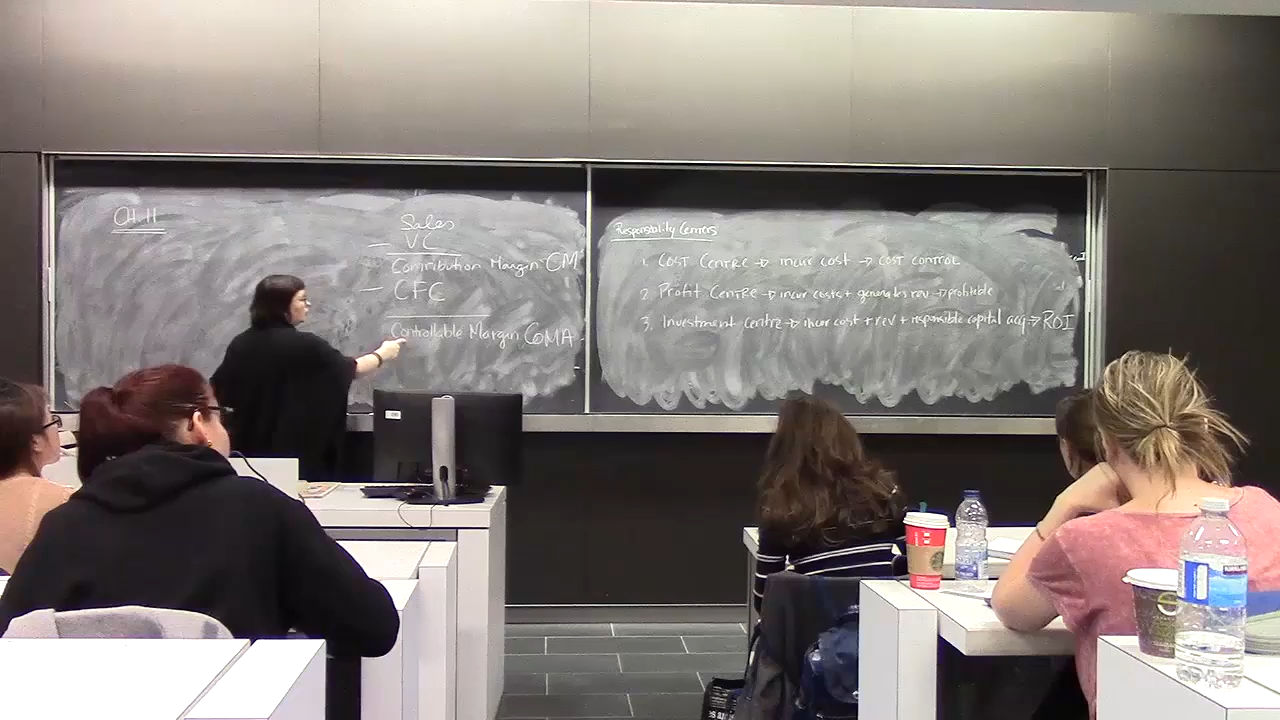 CH.11
Sales
— VC
Contribution Margin CM
— CFC
Controllable Margin CoMA
Responsibility Centers
1. COST CENTRE → incur cost → COST CONTROL
2. Profit CENTRE → incur costs + generates rev → profitable
3. Investment centre → incur cost + rev + responsible capital acq → ROI